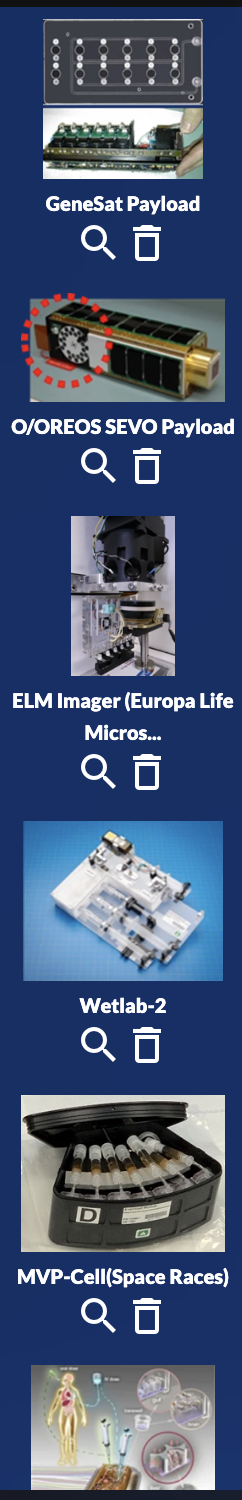 GeneSat Payload
O/OREOS SEVO Payload
ELM Imager (Europa Life
Micros...
Wetlab-2
D
MVP-Cell(Space Races)